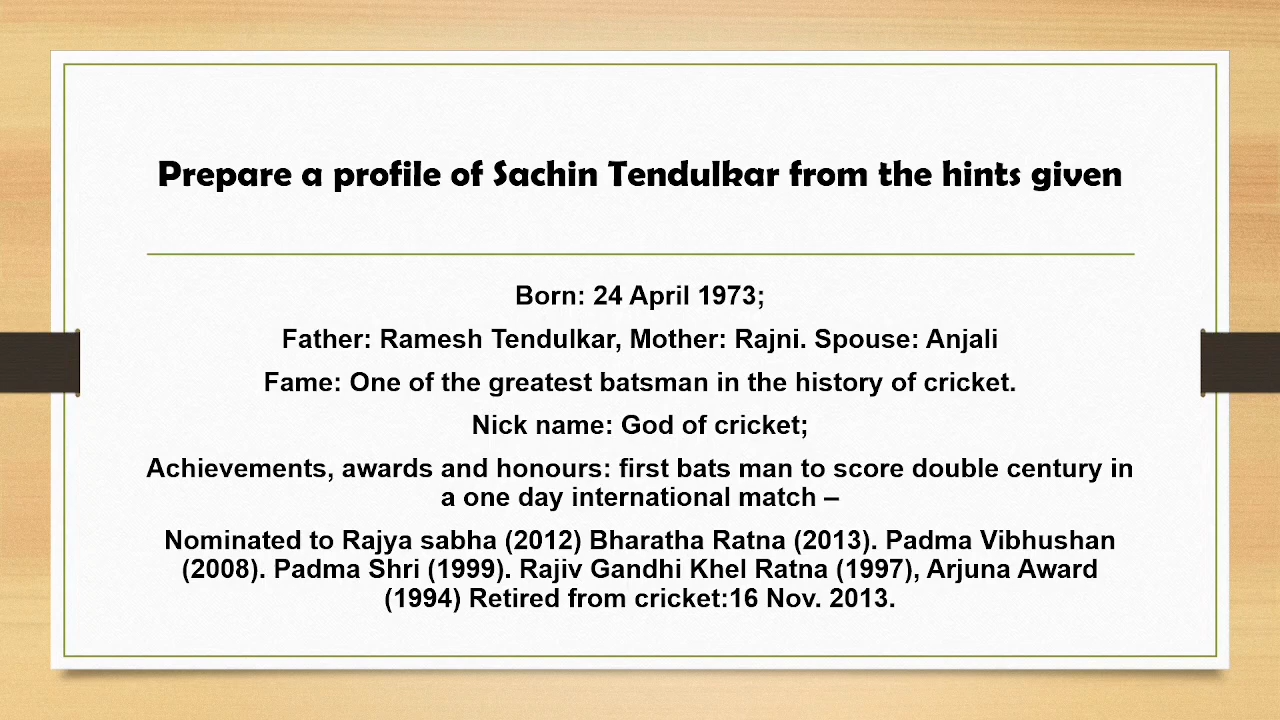 Prepare a profile of Sachin Tendulkar from the hints given
Born: 24 April 1973;
Father: Ramesh Tendulkar, Mother: Rajni. Spouse: Anjali
Fame: One of the greatest batsman in the history of cricket.
Nick name: God of cricket;
Achievements, awards and honours: first bats man to score double century in
a one day international match –
Nominated to Rajya sabha (2012) Bharatha Ratna (2013). Padma Vibhushan
(2008). Padma Shri (1999). Rajiv Gandhi Khel Ratna (1997), Arjuna Award
(1994) Retired from cricket:16 Nov. 2013.